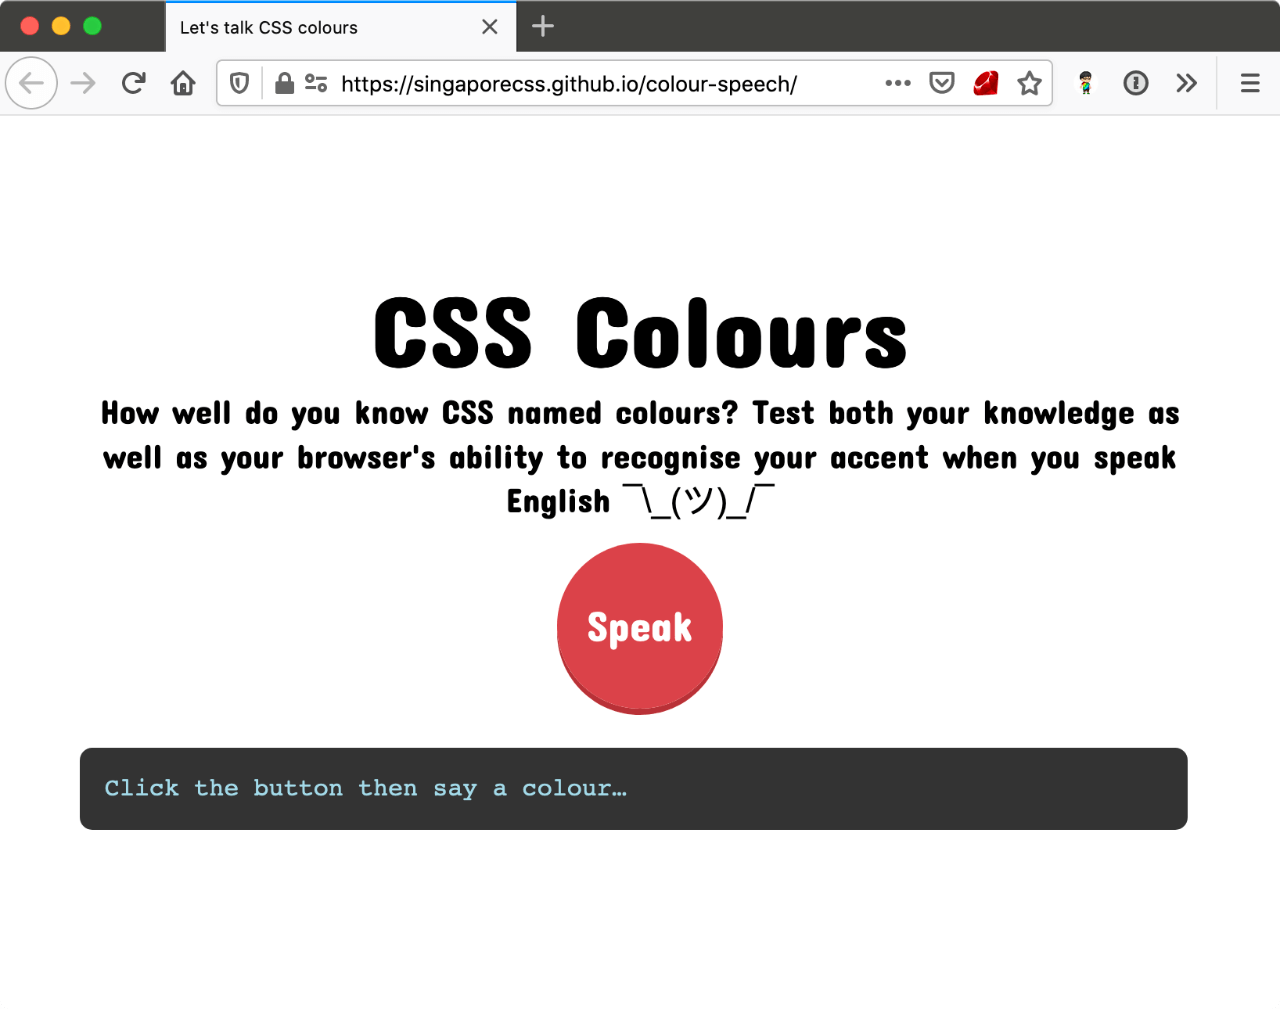 Let's talk CSS colours
https://singaporecss.github.io/colour-speech/
CSS Colours
How well do you know CSS named colours? Test both your knowledge as
well as your browser's ability to recognise your accent when you speak
English ¯\_(ツ)_/¯
Speak
Click the button then say a colour…